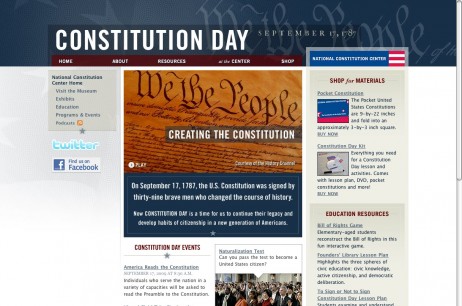 CONSTITUTION DAY
SEPTEMBER 17, 1787
HOME
ABOUT
RESOURCES
at the CENTER
SHOP
NATIONAL CONSTITUTION CENTER
National Constitution
Center Home
Visit the Museum
Exhibits
Education
Programs & Events
Podcasts
twitter
Find us on
Facebook
We the People
CREATING THE CONSTITUTION
PLAY
Courtesy of the History Channel
On September 17, 1787, the U.S. Constitution was signed by
thirty-nine brave men who changed the course of history.
Now CONSTITUTION DAY is a time for us to continue their legacy and
develop habits of citizenship in a new generation of Americans.
CONSTITUTION DAY EVENTS
America Reads the Constitution
Individuals who serve the nation in a
variety of capacities will be asked to
read the Preamble to the Constitution.
Naturalization Test
Can you pass the test to become a
United States citizen?
SHOP for MATERIALS
Pocket Constitution
The Pocket
United States
Constitutions are
9-by-22 inches
and fold into an
approximately 3-by-3 inch square.
BUY NOW
Constitution Day Kit
Everything you
need for a
Constitution Day
lesson and
activities. Comes
with lesson plan, DVD, pocket
constitutions and more!
BUY NOW
EDUCATION RESOURCES
Bill of Rights Game
Elementary-aged students
reconstruct the Bill of Rights in this
fun interactive game.
Founders' Library Lesson Plan
Highlights the three spheres of
civic education: civic knowledge,
active citizenship, and democratic
deliberation.
To Sign or Not to Sign
Constitution Day Lesson Plan
Students examine and understand